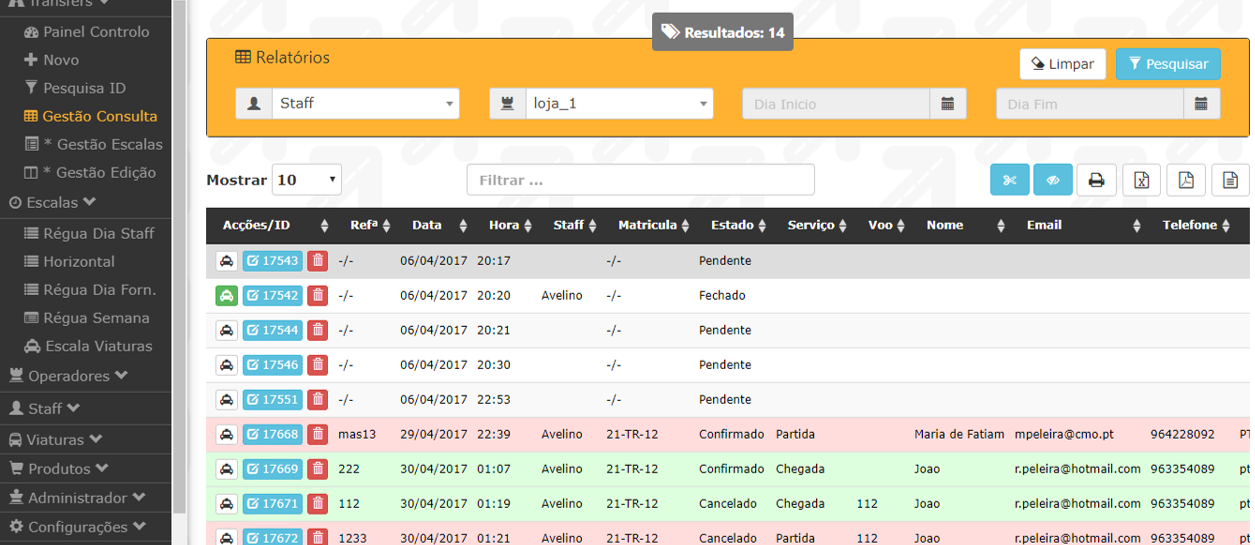 Transfers
Painel Controlo
Novo
Pesquisa ID
Gestão Consulta
* Gestão Escalas
* Gestão Edição
Escalas
Régua Dia Staff
Horizontal
Régua Dia Forn.
Régua Semana
Escala Viaturas
Operadores
Staff
Viaturas
Produtos
Administrador
Configurações
Resultados: 14
Relatórios
Limpar
Pesquisar
Staff
loja_1
Dia Inicio
Dia Fim
Mostrar 10
Filtrar ...
Acções/ID Refª Data Hora Staff Matricula Estado Serviço Voo Nome Email Telefone
17543 -/- 06/04/2017 20:17 -/- Pendente
17542 -/- 06/04/2017 20:20 Avelino -/- Fechado
17544 -/- 06/04/2017 20:21 -/- Pendente
17546 -/- 06/04/2017 20:30 -/- Pendente
17551 -/- 06/04/2017 22:53 -/- Pendente
17668 mas13 29/04/2017 22:39 Avelino 21-TR-12 Confirmado Partida Maria de Fatiam mpeleira@cmo.pt 964228092 PT
17669 222 30/04/2017 01:07 Avelino 21-TR-12 Confirmado Chegada Joao r.peleira@hotmail.com 963354089 pt
17671 112 30/04/2017 01:19 Avelino 21-TR-12 Cancelado Chegada 112 Joao r.peleira@hotmail.com 963354089 pt
17672 1233 30/04/2017 01:21 Avelino 21-TR-12 Cancelado Partida 112 Joao r.peleira@hotmail.com 963354089 pt